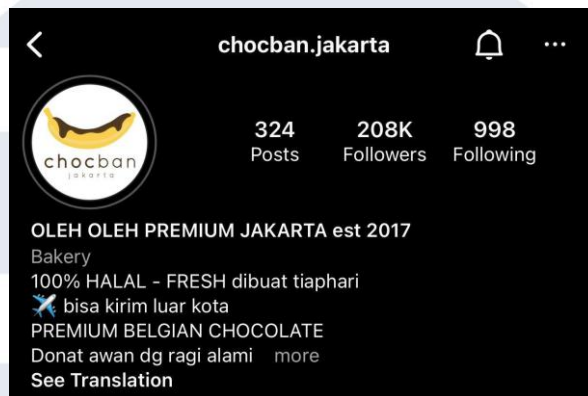 chocban.jakarta
chocban
jakarta
324 208K 998
Posts Followers Following
OLEH OLEH PREMIUM JAKARTA est 2017
Bakery
100% HALAL - FRESH dibuat tiaphari
✈️ bisa kirim luar kota
PREMIUM BELGIAN CHOCOLATE
Donat awan dg ragi alami more
See Translation